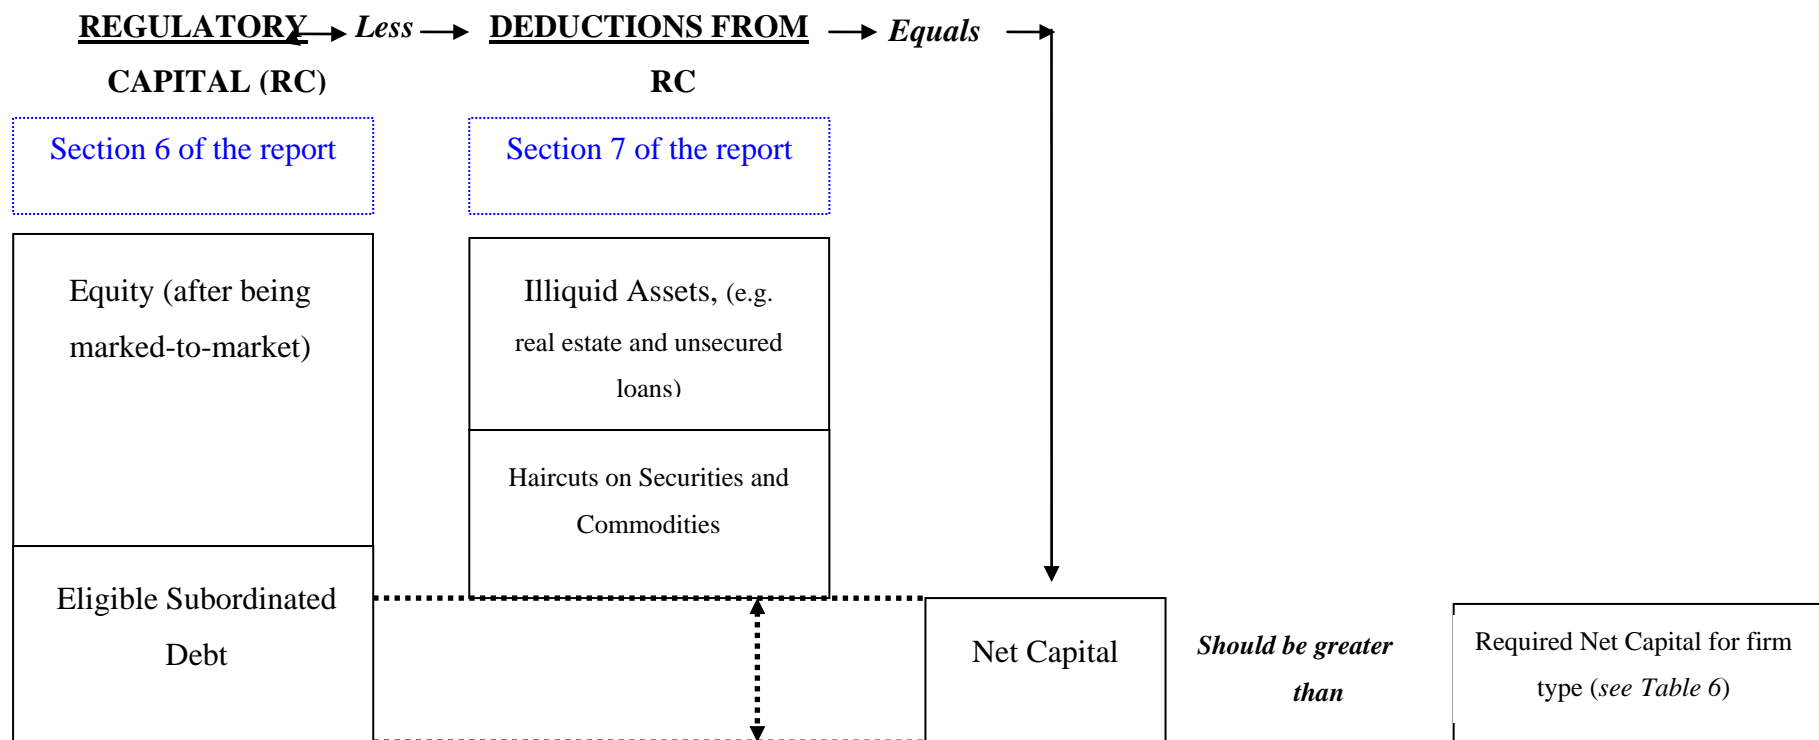 REGULATORY Less DEDUCTIONS FROM Equals
CAPITAL (RC) RC
Section 6 of the report
Section 7 of the report
Equity (after being
marked-to-market)
Illiquid Assets, (e.g.
real estate and unsecured
loans)
Haircuts on Securities and
Commodities
Eligible Subordinated
Debt
Net Capital
Should be greater
than
Required Net Capital for firm
type (see Table 6)